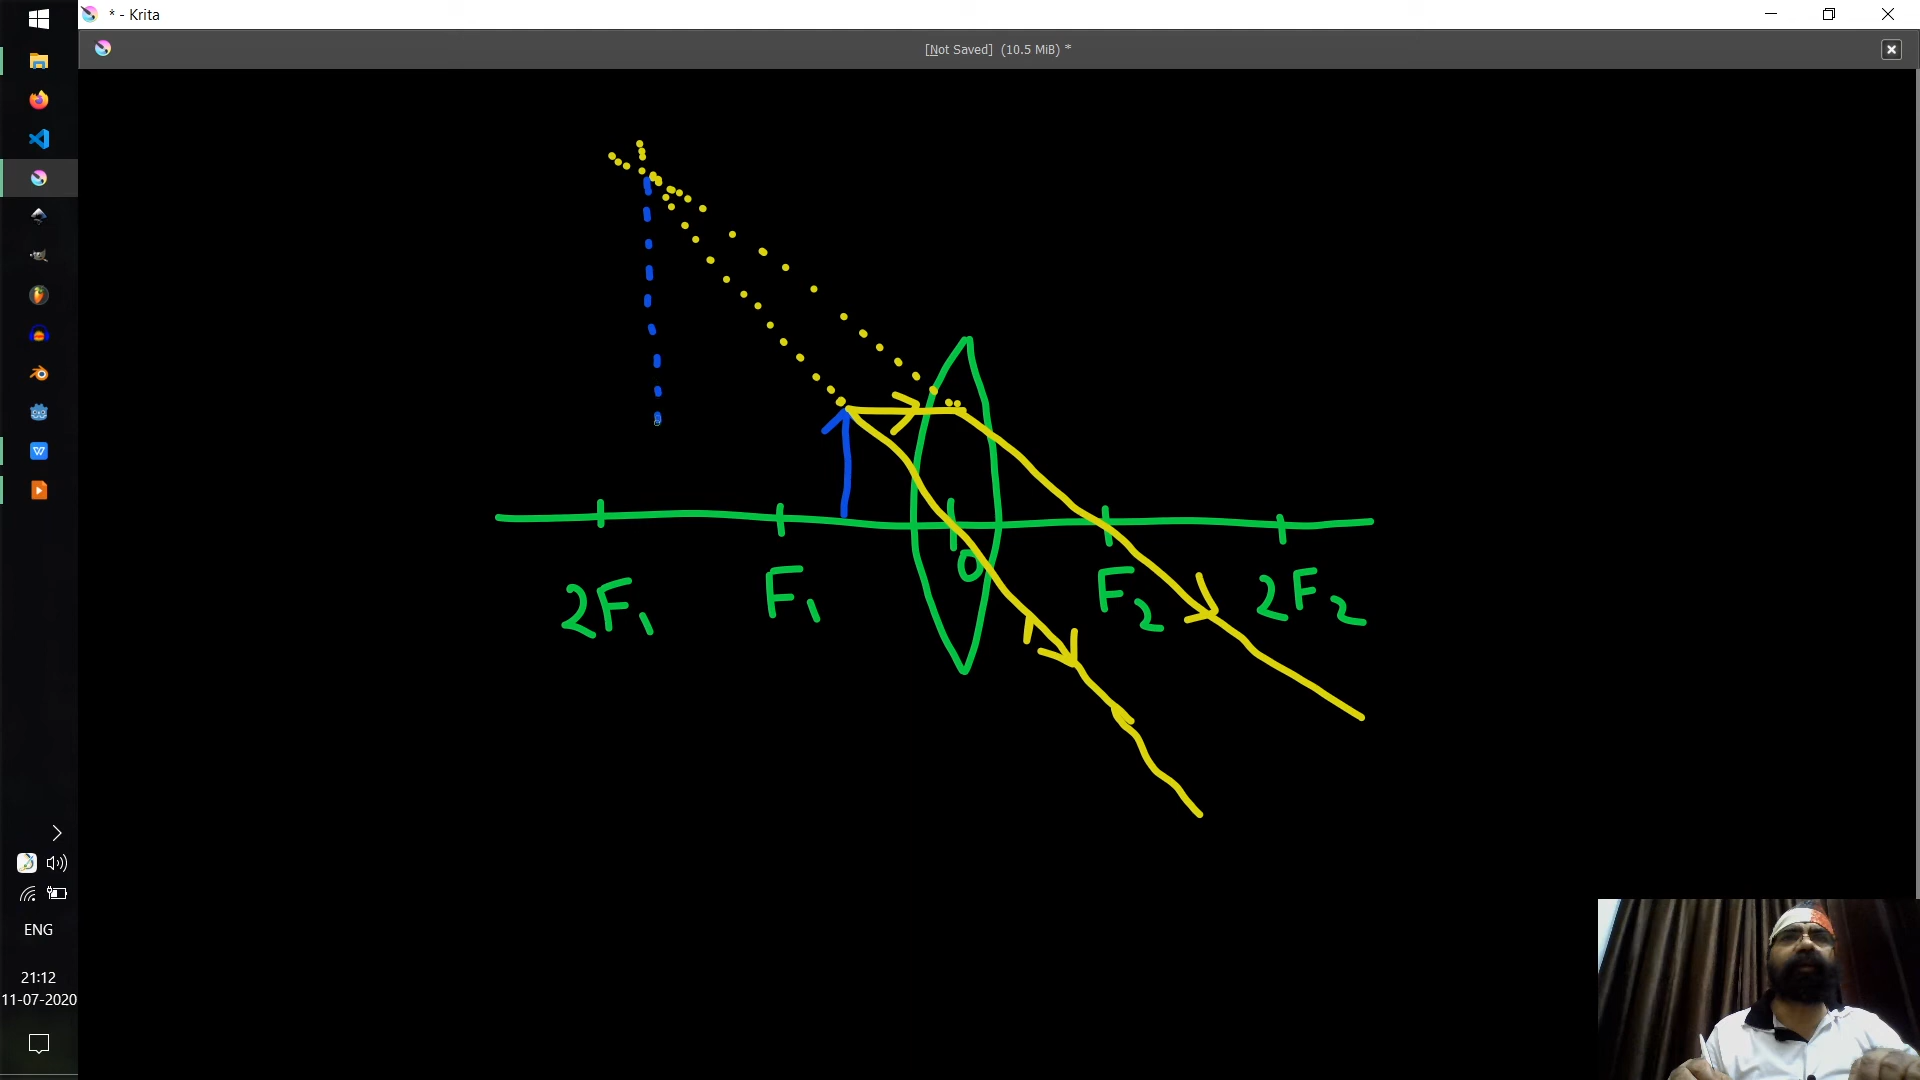 * - Krita
[Not Saved] (10.5 MiB) *
O
2F₁ F₁ F₂ 2F₂
W
ENG
21:12
11-07-2020